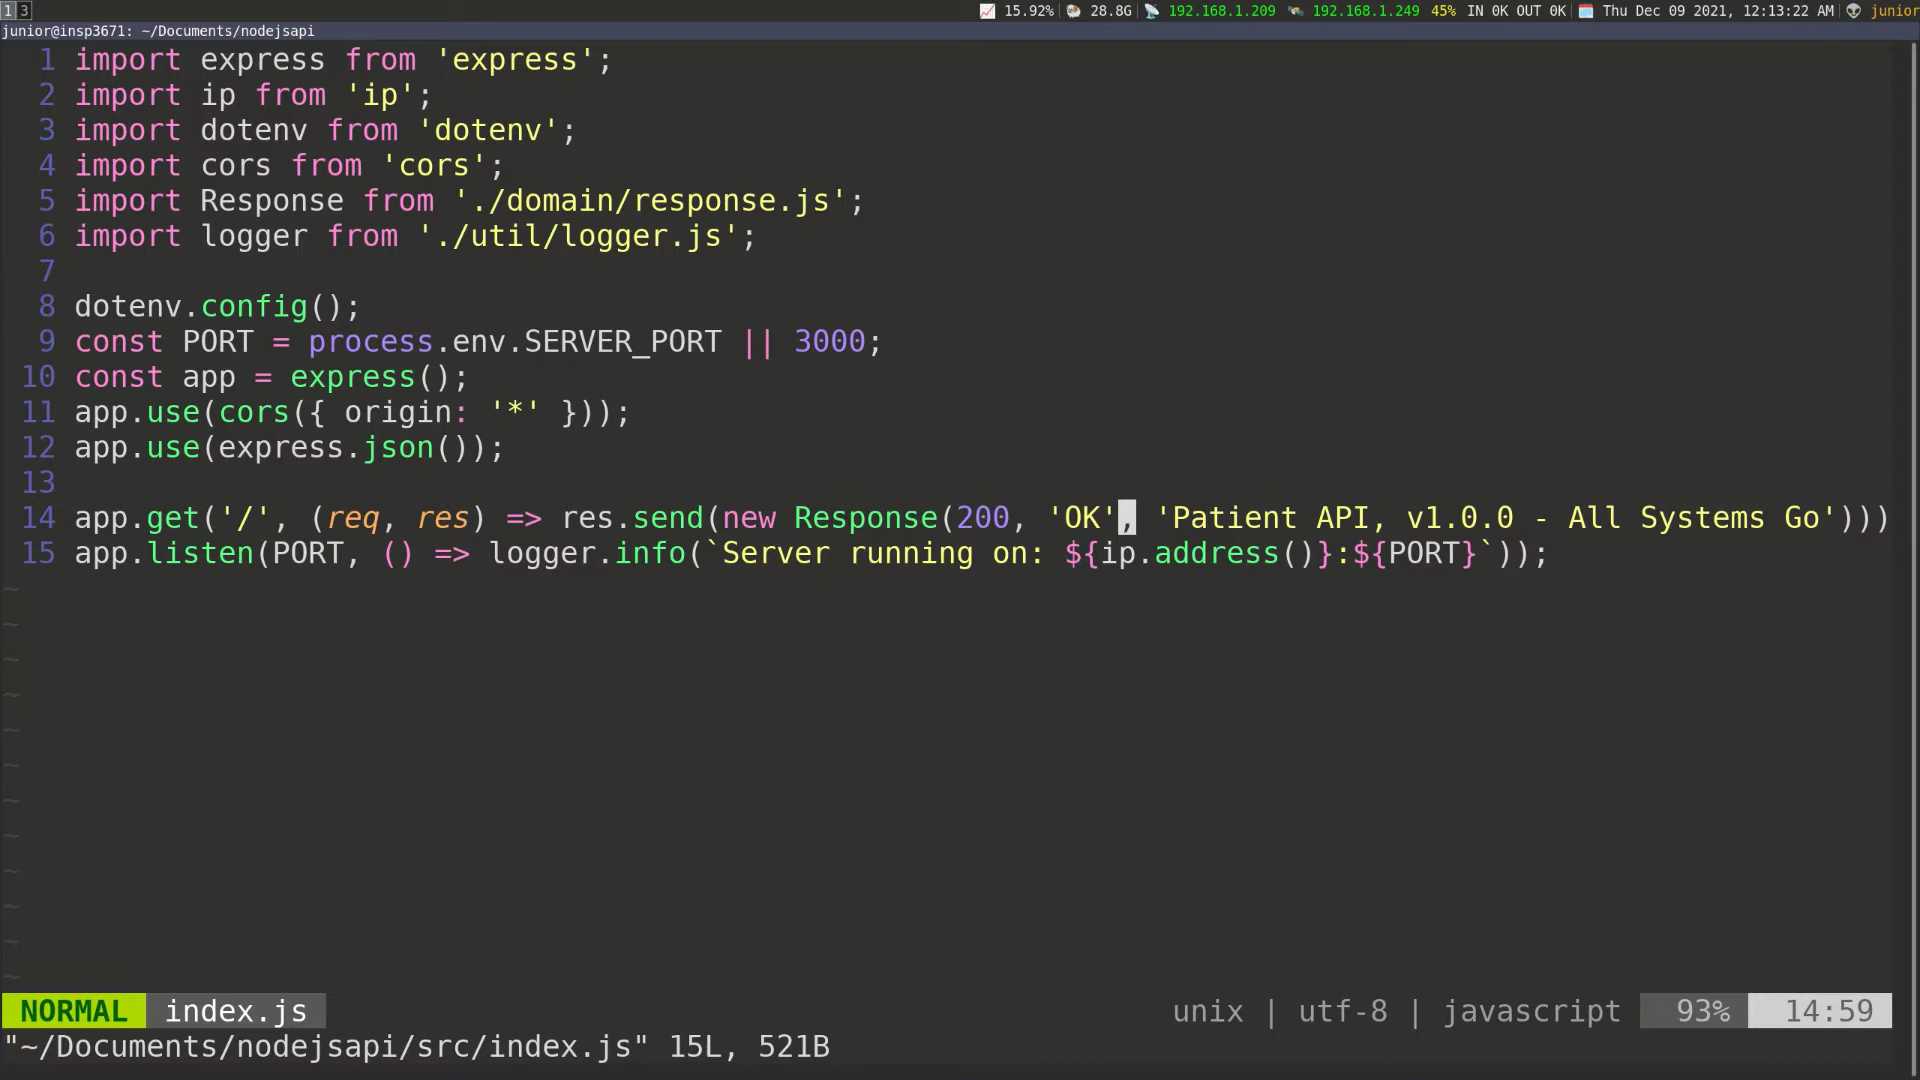 1 3 15.92% 28.8G 192.168.1.209 192.168.1.249 45% IN 0K OUT 0K Thu Dec 09 2021, 12:13:22 AM junior
junior@insp3671: ~/Documents/nodejsapi
1 import express from 'express';
2 import ip from 'ip';
3 import dotenv from 'dotenv';
4 import cors from 'cors';
5 import Response from './domain/response.js';
6 import logger from './util/logger.js';
7
8 dotenv.config();
9 const PORT = process.env.SERVER_PORT || 3000;
10 const app = express();
11 app.use(cors({ origin: '*' }));
12 app.use(express.json());
13
14 app.get('/', (req, res) => res.send(new Response(200, 'OK', 'Patient API, v1.0.0 - All Systems Go')))
15 app.listen(PORT, () => logger.info(`Server running on: ${ip.address()}:${PORT}`));
~
~
~
~
~
~
~
~
~
~
~
~
NORMAL index.js unix | utf-8 | javascript 93% 14:59
"~/Documents/nodejsapi/src/index.js" 15L, 521B